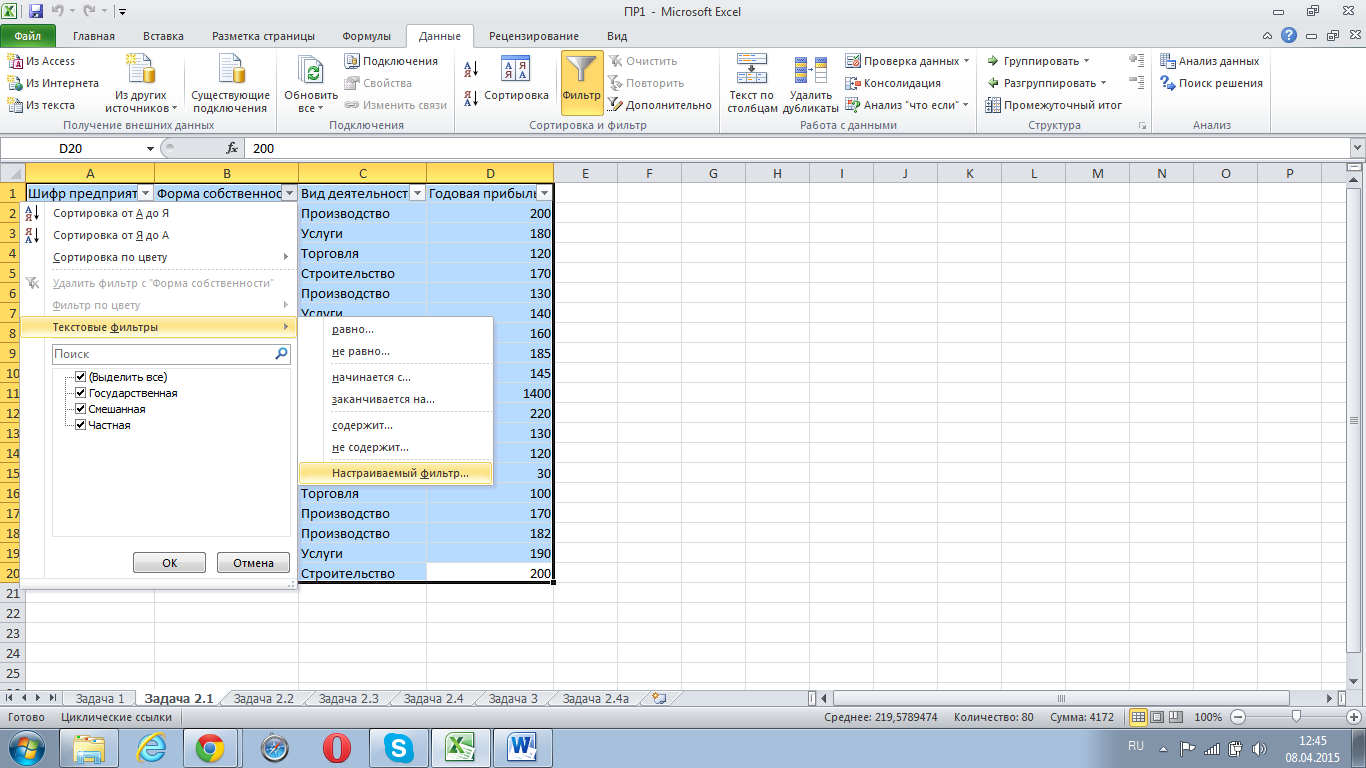 ПР1 - Microsoft Excel
Файл Главная Вставка Разметка страницы Формулы Данные Рецензирование Вид
Из Access
Из Интернета
Из текста
Из других источников
Существующие подключения
Получение внешних данных
Обновить все
Подключения
Свойства
Изменить связи
Подключения
Сортировка
Фильтр
Очистить
Повторить
Дополнительно
Сортировка и фильтр
Текст по столбцам
Удалить дубликаты
Проверка данных
Консолидация
Анализ "что если"
Работа с данными
Группировать
Разгруппировать
Промежуточный итог
Структура
Анализ данных
Поиск решения
Анализ
D20 fx 200
A B C D E F G H I J K L M N O P
1 Шифр предприят Форма собственнос Вид деятельност Годовая прибыль
2 Производство 200
3 Услуги 180
4 Торговля 120
5 Строительство 170
6 Производство 130
7 Услуги 140
8 160
9 185
10 145
11 1400
12 220
13 130
14 120
15 30
16 Торговля 100
17 Производство 170
18 Производство 182
19 Услуги 190
20 Строительство 200
21
22
23
24
25
Сортировка от А до Я
Сортировка от Я до А
Сортировка по цвету
Удалить фильтр с "Форма собственности"
Фильтр по цвету
Текстовые фильтры
Поиск
(Выделить все)
Государственная
Смешанная
Частная
ОК Отмена
равно...
не равно...
начинается с...
заканчивается на...
содержит...
не содержит...
Настраиваемый фильтр...
Задача 1 Задача 2.1 Задача 2.2 Задача 2.3 Задача 2.4 Задача 3 Задача 2.4а
Готово Циклические ссылки Среднее: 219,5789474 Количество: 80 Сумма: 4172 100%
RU 12:45
08.04.2015